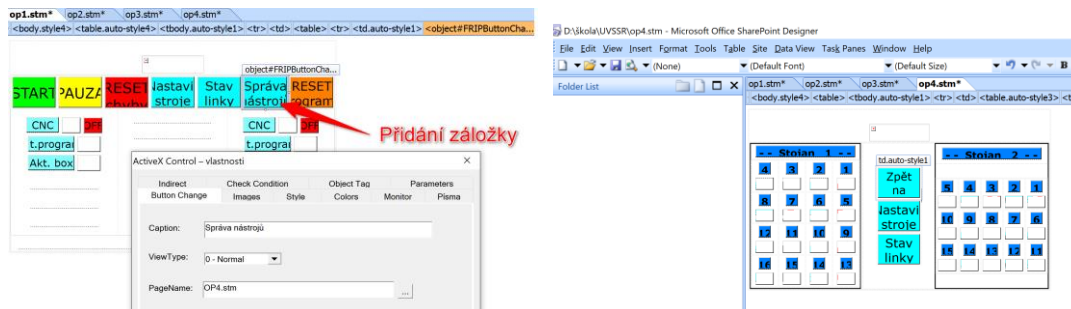 op1.stm* op2.stm* op3.stm* op4.stm*
<body.style4> <table.auto-style4> <tbody.auto-style1> <tr> <td> <table> <tr> <td.auto-style1> <object#FRIPButtonCha...
object#FRIPButtonCha...
START PAUZA RESET Nastavi Stav Správa RESET
stroje linky
CNC OFF CNC
t.program t.program
Akt. box
Přidání záložky
ActiveX Control – vlastnosti ×
Indirect Check Condition Object Tag Parameters
Button Change Images Style Colors Monitor Pisma
Caption: Správa nástrojů
ViewType: 0 - Normal
PageName: OP4.stm ...
D:\škola\UVSSR\op4.stm - Microsoft Office SharePoint Designer
File Edit View Insert Format Tools Table Site Data View Task Panes Window Help
(None) (Default Font) (Default Size) B
Folder List
op1.stm* op2.stm* op3.stm* op4.stm*
<body.style4> <table> <tbody.auto-style1> <tr> <td> <table.auto-style3> <t
td.auto-style1
-- Stojan 1 --
4 3 2 1
8 7 6 5
12 11 10 9
16 15 14 13
Zpět
na
Nastavi
stroje
Stav
linky
-- Stojan 2 --
5 4 3 2 1
10 9 8 7 6
15 14 13 12 11